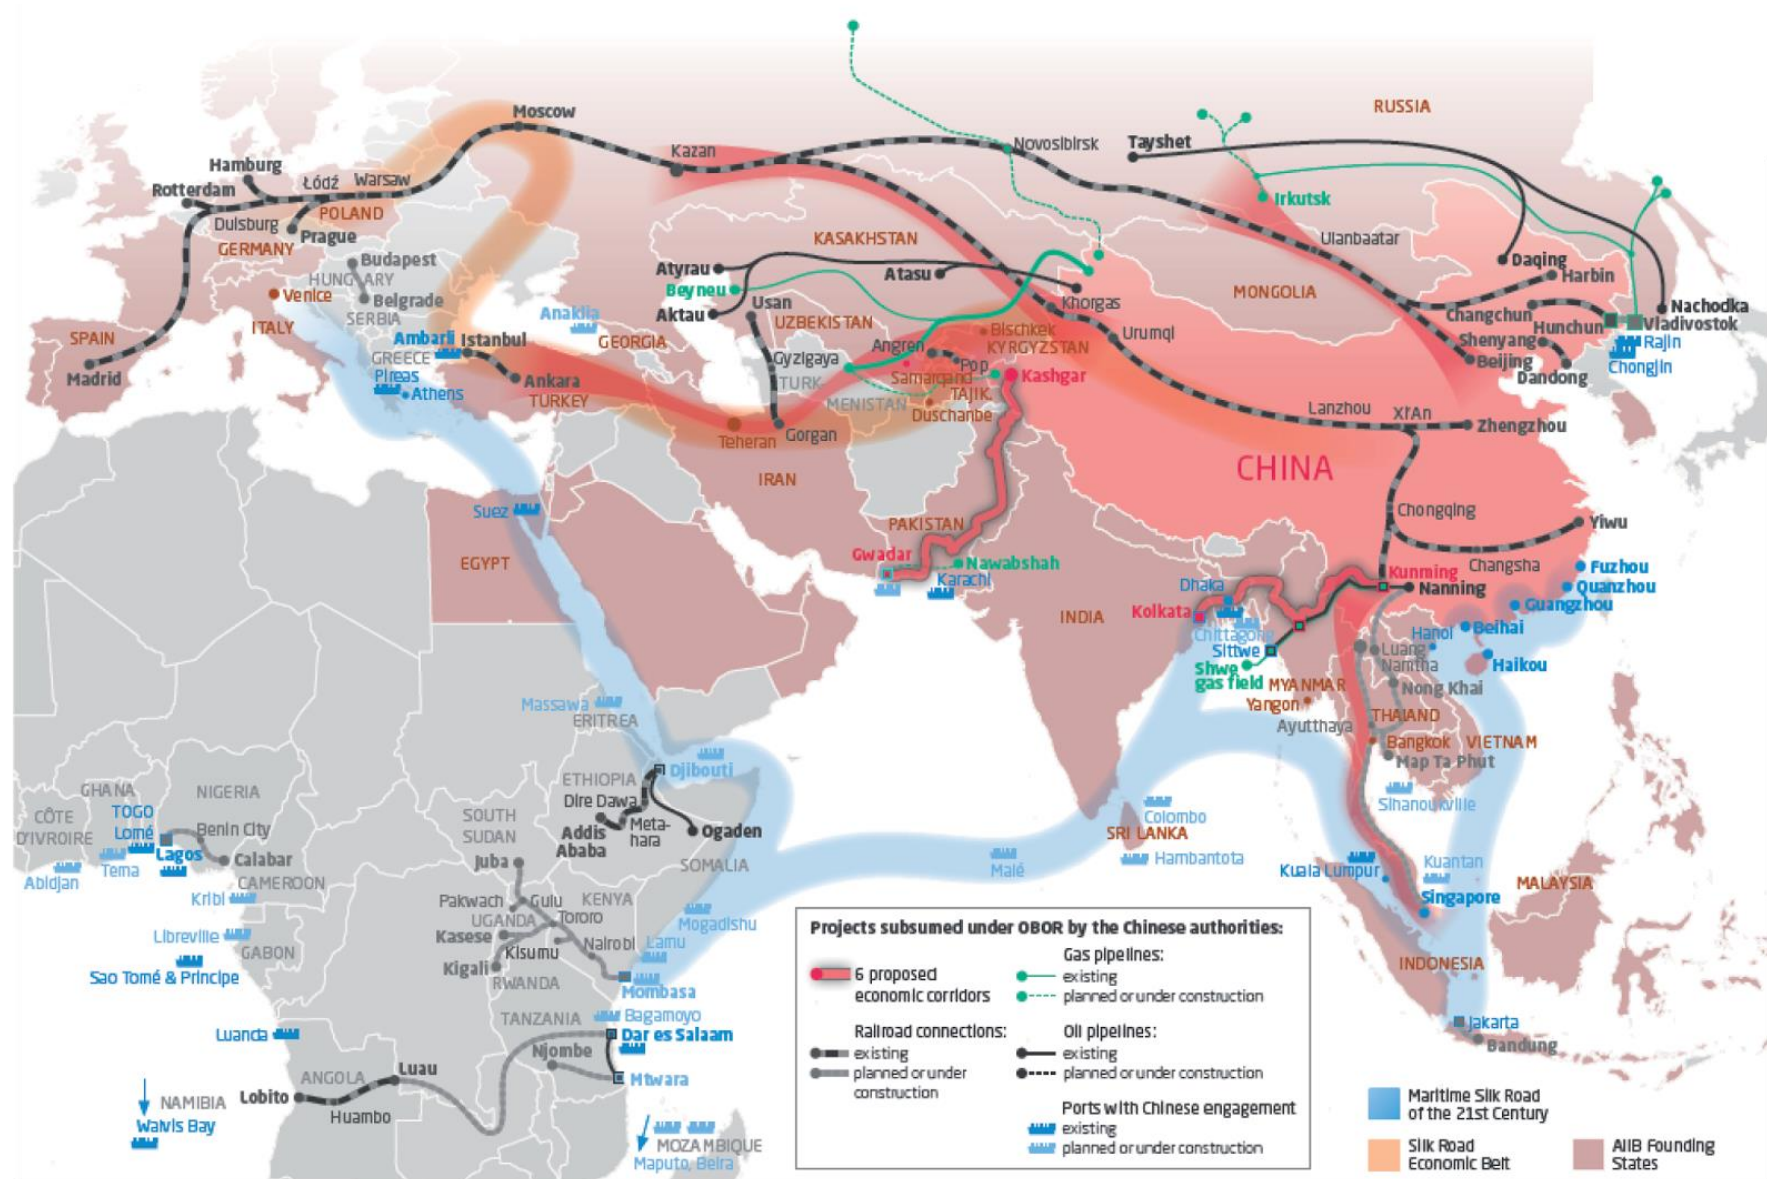 Moscow
RUSSIA
Kazan
Novosibirsk
Tayshet
Hamburg
Rotterdam
Łódź
Warsaw
Duisburg
POLAND
GERMANY
Prague
Irkutsk
Ulanbaatar
KASAKHSTAN
Budapest
HUNGARY
Belgrade
SERBIA
Venice
ITALY
SPAIN
Madrid
Atyrau
Beyneu
Aktau
Atasu
Khorgas
Usan
UZBEKISTAN
MONGOLIA
Daqing
Harbin
Nachodka
Changchun
Hunchun
Vladivostok
Rajin
Shenyang
Chongjin
Beijing
Dandong
Anaklia
GEORGIA
Ambarli
Istanbul
GREECE
Pireas
Athens
Ankara
TURKEY
Bischkek
KYRGYZSTAN
Urumqi
Angren
Pop
Gyzlgaya
TURK
MENISTAN
Samarqand
TAJIK.
Duschanbe
Kashgar
Teheran
Gorgan
IRAN
Lanzhou
Xi'An
Zhengzhou
CHINA
Chongqing
Yiwu
Changsha
Suez
EGYPT
PAKISTAN
Gwadar
Nawabshah
Karachi
INDIA
Dhaka
Kolkata
Chittagong
Sittwe
Shwe
gas field
Kunming
Nanning
Fuzhou
Quanzhou
Guangzhou
Hanoi
Beihai
Haikou
Luang
Namtha
Nong Khai
MYANMAR
Yangon
THAILAND
Ayutthaya
Bangkok
VIETNAM
Map Ta Phut
Sihanoukville
Massawa
ERITREA
Djibouti
ETHIOPIA
Dire Dawa
Addis
Ababa
Meta-
hara
Ogaden
SOMALIA
CÔTE
D'IVROIRE
GHANA
TOGO
Lomé
NIGERIA
Benin City
Lagos
Calabar
Abidjan
Tema
CAMEROON
Kribi
Libreville
GABON
Sao Tomé & Principe
SOUTH
SUDAN
Juba
Pakwach
Gulu
KENYA
UGANDA
Tororo
Kasese
Kisumu
Nairobi
Lamu
Mogadishu
Kigali
RWANDA
Mombasa
TANZANIA
Bagamoyo
Dar es Salaam
Njombe
Mtwara
Luanda
ANGOLA
Luau
Lobito
Huambo
NAMIBIA
Walvis Bay
MOZAMBIQUE
Maputo, Beira
Colombo
SRI LANKA
Hambantota
Malé
Kuala Lumpur
Kuantan
Singapore
MALAYSIA
INDONESIA
Jakarta
Bandung
Projects subsumed under OBOR by the Chinese authorities:
6 proposed
economic corridors
Railroad connections:
existing
planned or under
construction
Gas pipelines:
existing
planned or under construction
Oil pipelines:
existing
planned or under construction
Ports with Chinese engagement
existing
planned or under construction
Maritime Silk Road
of the 21st Century
Silk Road
Economic Belt
AIIB Founding
States